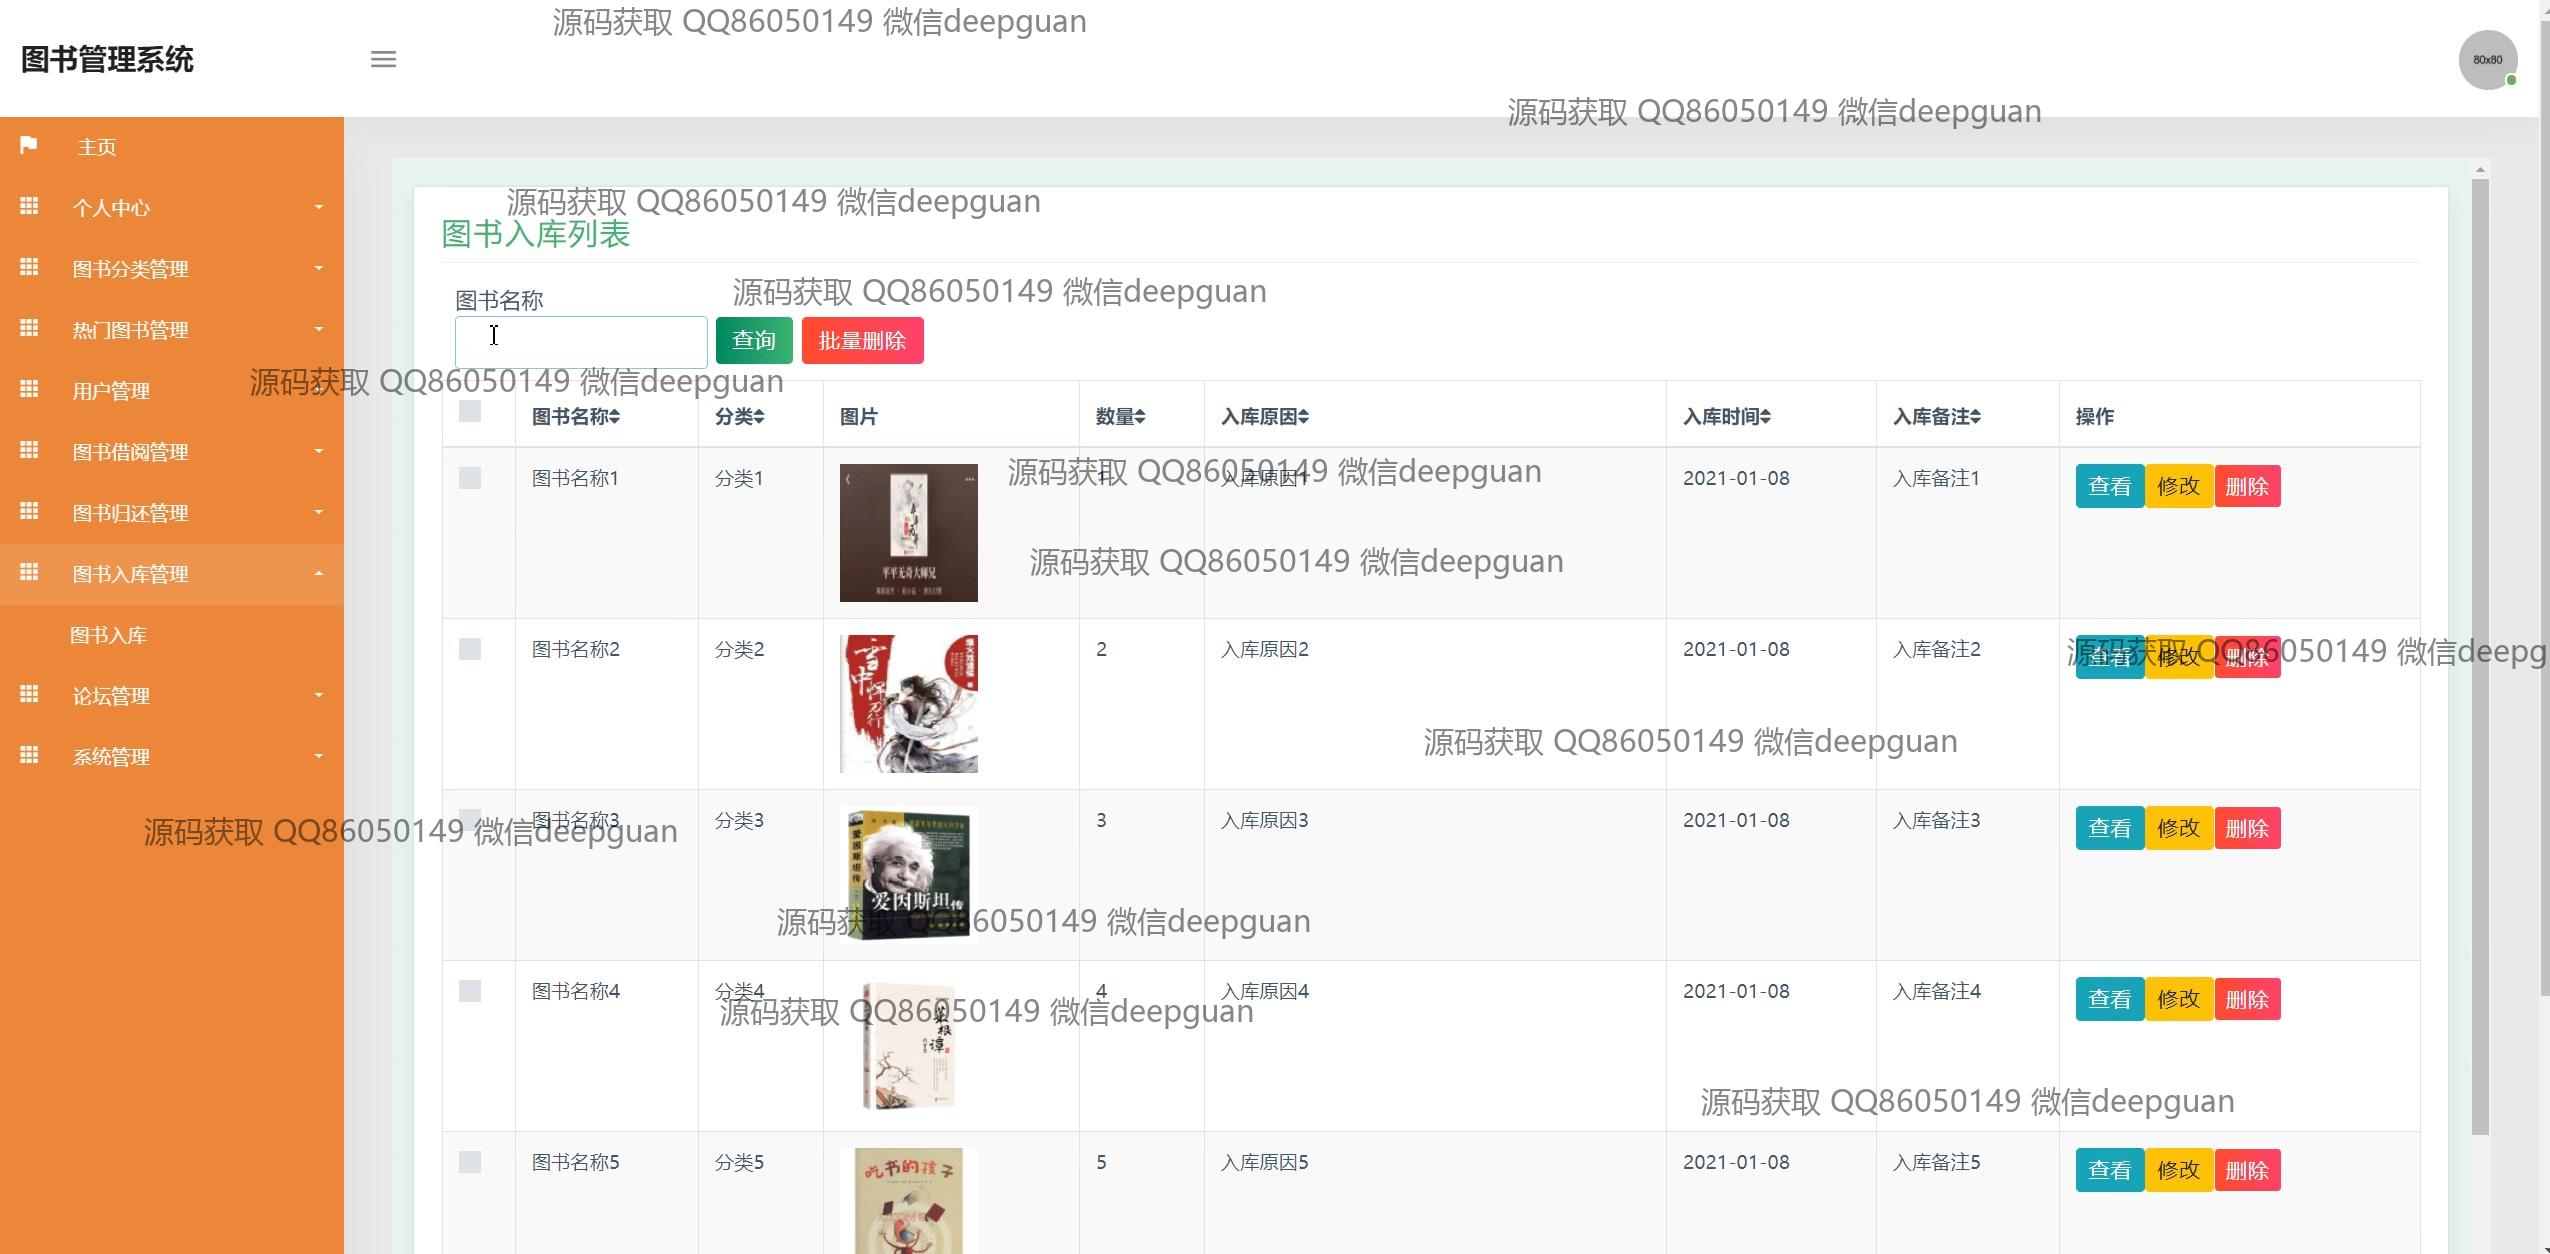 源码获取 QQ86050149 微信deepguan
图书管理系统
80x80
源码获取 QQ86050149 微信deepguan
主页
个人中心
源码获取 QQ86050149 微信deepguan
图书入库列表
图书分类管理
源码获取 QQ86050149 微信deepguan
图书名称
热门图书管理
查询 批量删除
用户管理
源码获取 QQ86050149 微信deepguan
图书名称 分类 图片 数量 入库原因 入库时间 入库备注 操作
图书借阅管理
图书名称1 分类1 1 入库原因1 2021-01-08 入库备注1 查看 修改 删除
源码获取 QQ86050149 微信deepguan
平平无奇大师兄
图书归还管理
源码获取 QQ86050149 微信deepguan
图书入库管理
图书入库
图书名称2 分类2 2 入库原因2 2021-01-08 入库备注2 查看 修改 删除
源码获取 QQ86050149 微信deepg
雪中悍刀行
论坛管理
源码获取 QQ86050149 微信deepguan
系统管理
图书名称3 分类3 3 入库原因3 2021-01-08 入库备注3 查看 修改 删除
源码获取 QQ86050149 微信deepguan
爱因斯坦传
爱因斯坦传
源码获取 QQ86050149 微信deepguan
图书名称4 分类4 4 入库原因4 2021-01-08 入库备注4 查看 修改 删除
源码获取 QQ86050149 微信deepguan
菜根谭
源码获取 QQ86050149 微信deepguan
图书名称5 分类5 5 入库原因5 2021-01-08 入库备注5 查看 修改 删除
吃书的孩子